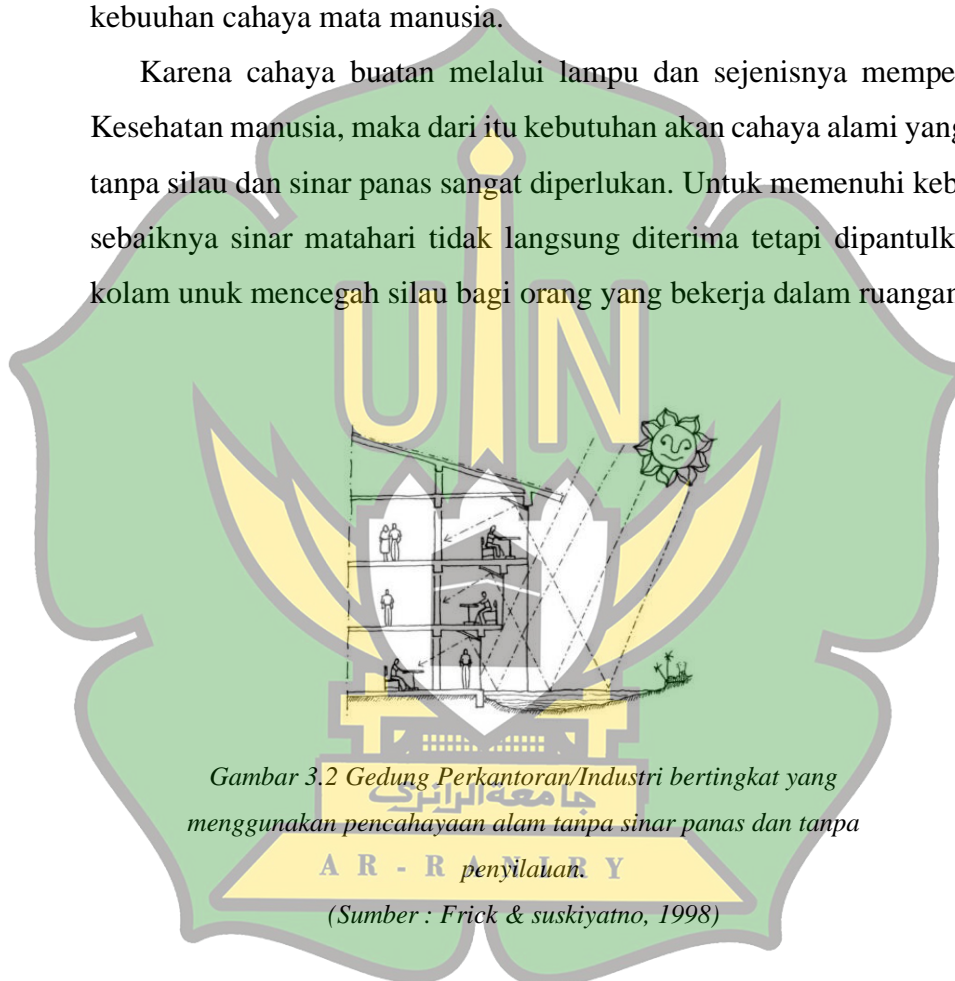 kebuuhan cahaya mata manusia.
Karena cahaya buatan melalui lampu dan sejenisnya mempe
Kesehatan manusia, maka dari itu kebutuhan akan cahaya alami yang
tanpa silau dan sinar panas sangat diperlukan. Untuk memenuhi keb
sebaiknya sinar matahari tidak langsung diterima tetapi dipantulk
kolam unuk mencegah silau bagi orang yang bekerja dalam ruangan
UIN
Gambar 3.2 Gedung Perkantoran/Industri bertingkat yang
جامعة الرانري
menggunakan pencahayaan alam tanpa sinar panas dan tanpa
AR-RANIRY
penyilauan.
(Sumber : Frick & suskiyatno, 1998)